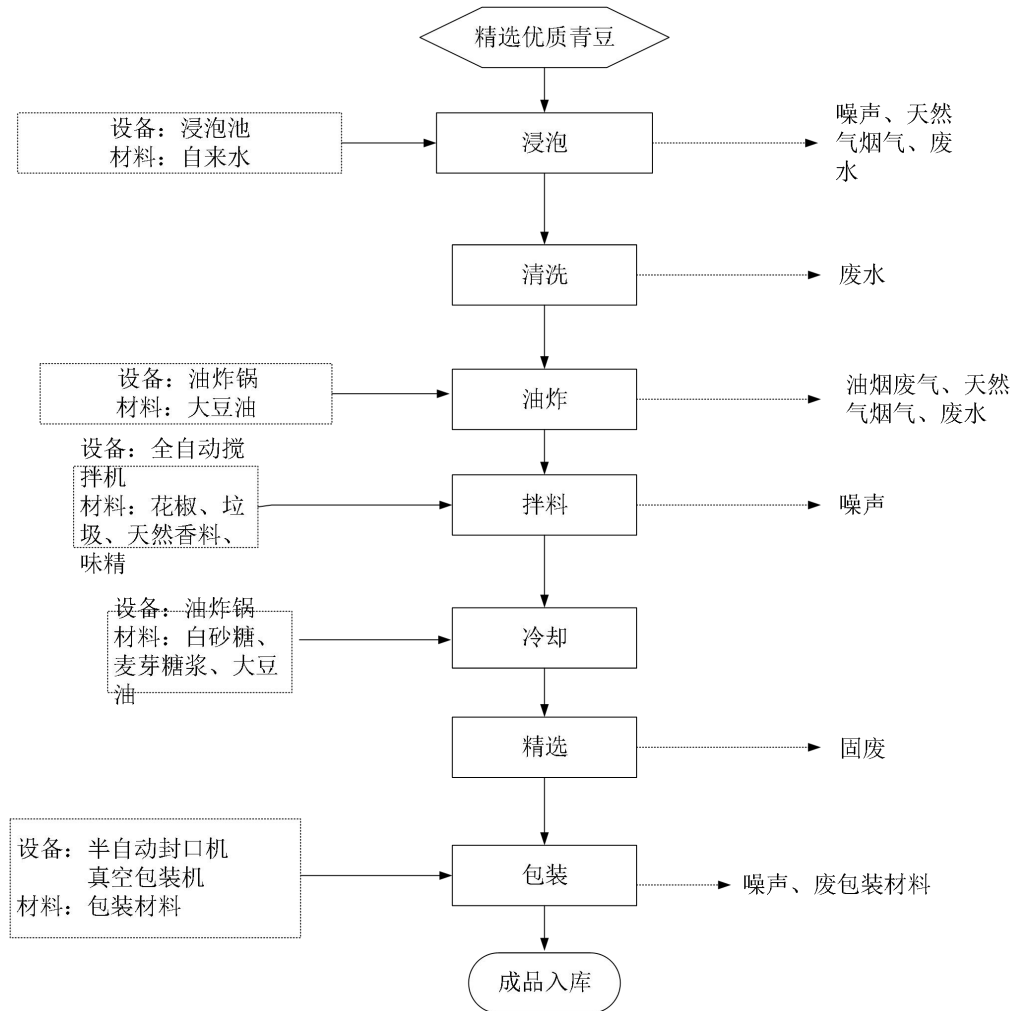 精选优质青豆
设备：浸泡池
材料：自来水
浸泡
噪声、天然
气烟气、废
水
清洗
废水
设备：油炸锅
材料：大豆油
油炸
油烟废气、天然
气烟气、废水
设备：全自动搅
拌机
材料：花椒、垃
圾、天然香料、
味精
拌料
噪声
设备：油炸锅
材料：白砂糖、
麦芽糖浆、大豆
油
冷却
精选
固废
设备：半自动封口机
真空包装机
材料：包装材料
包装
噪声、废包装材料
成品入库